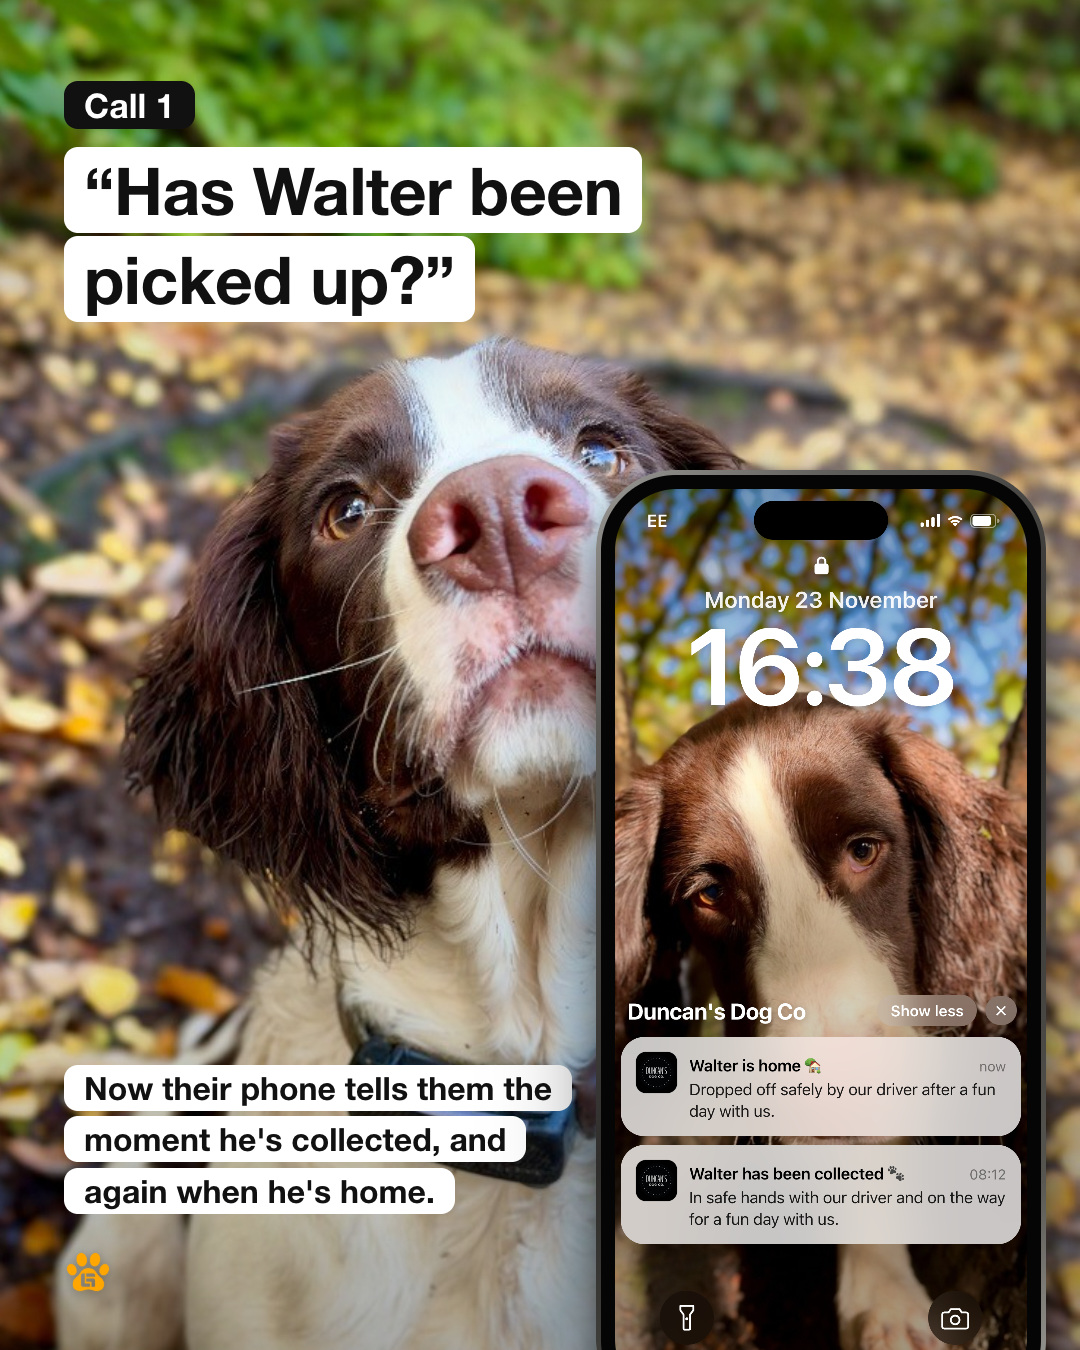 Call 1
“Has Walter been
picked up?”
EE
Monday 23 November
16:38
Duncan's Dog Co
Show less
Walter is home 🏡
now
Dropped off safely by our driver after a fun
day with us.
Walter has been collected 🐾
08:12
In safe hands with our driver and on the way
for a fun day with us.
Now their phone tells them the
moment he's collected, and
again when he's home.